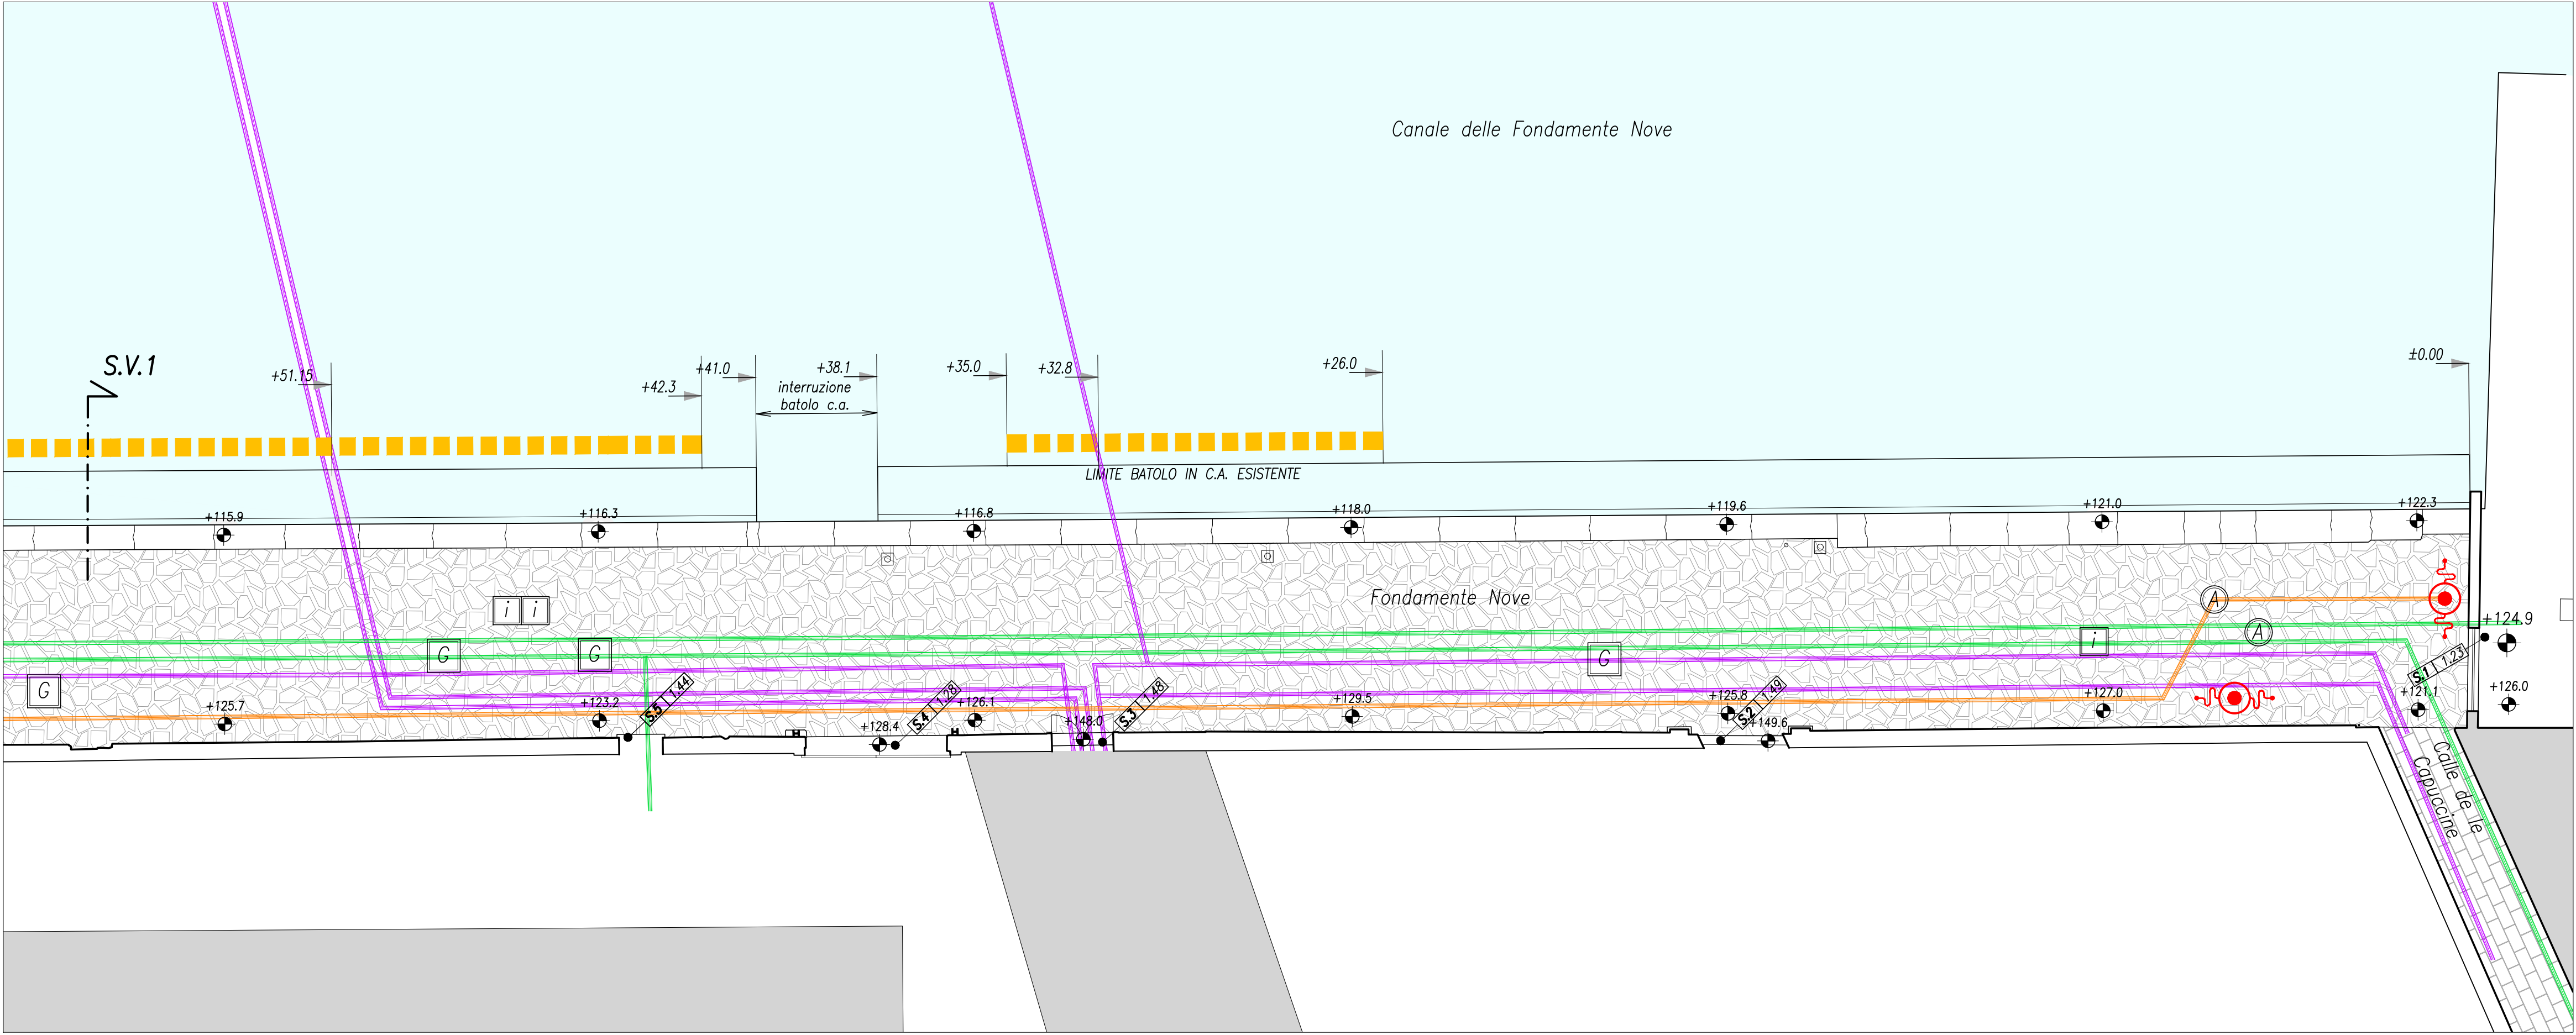 Canale delle Fondamente Nove
S.V.1
+51.15
+42.3
+41.0
+38.1
interruzione
batolo c.a.
+35.0
+32.8
+26.0
±0.00
LIMITE BATOLO IN C.A. ESISTENTE
+115.9
+116.3
+116.8
+118.0
+119.6
+121.0
+122.3
Fondamente Nove
i i
A
A
i
G
G
G
G
+124.9
S.1 1.23
+126.0
+121.1
+127.0
+125.8
S.2 1.49
+149.6
+129.5
S.3 1.48
+148.0
+126.1
S.4 1.28
+128.4
S.5 1.44
+123.2
+125.7
H
H
Calle de le
Capuccine